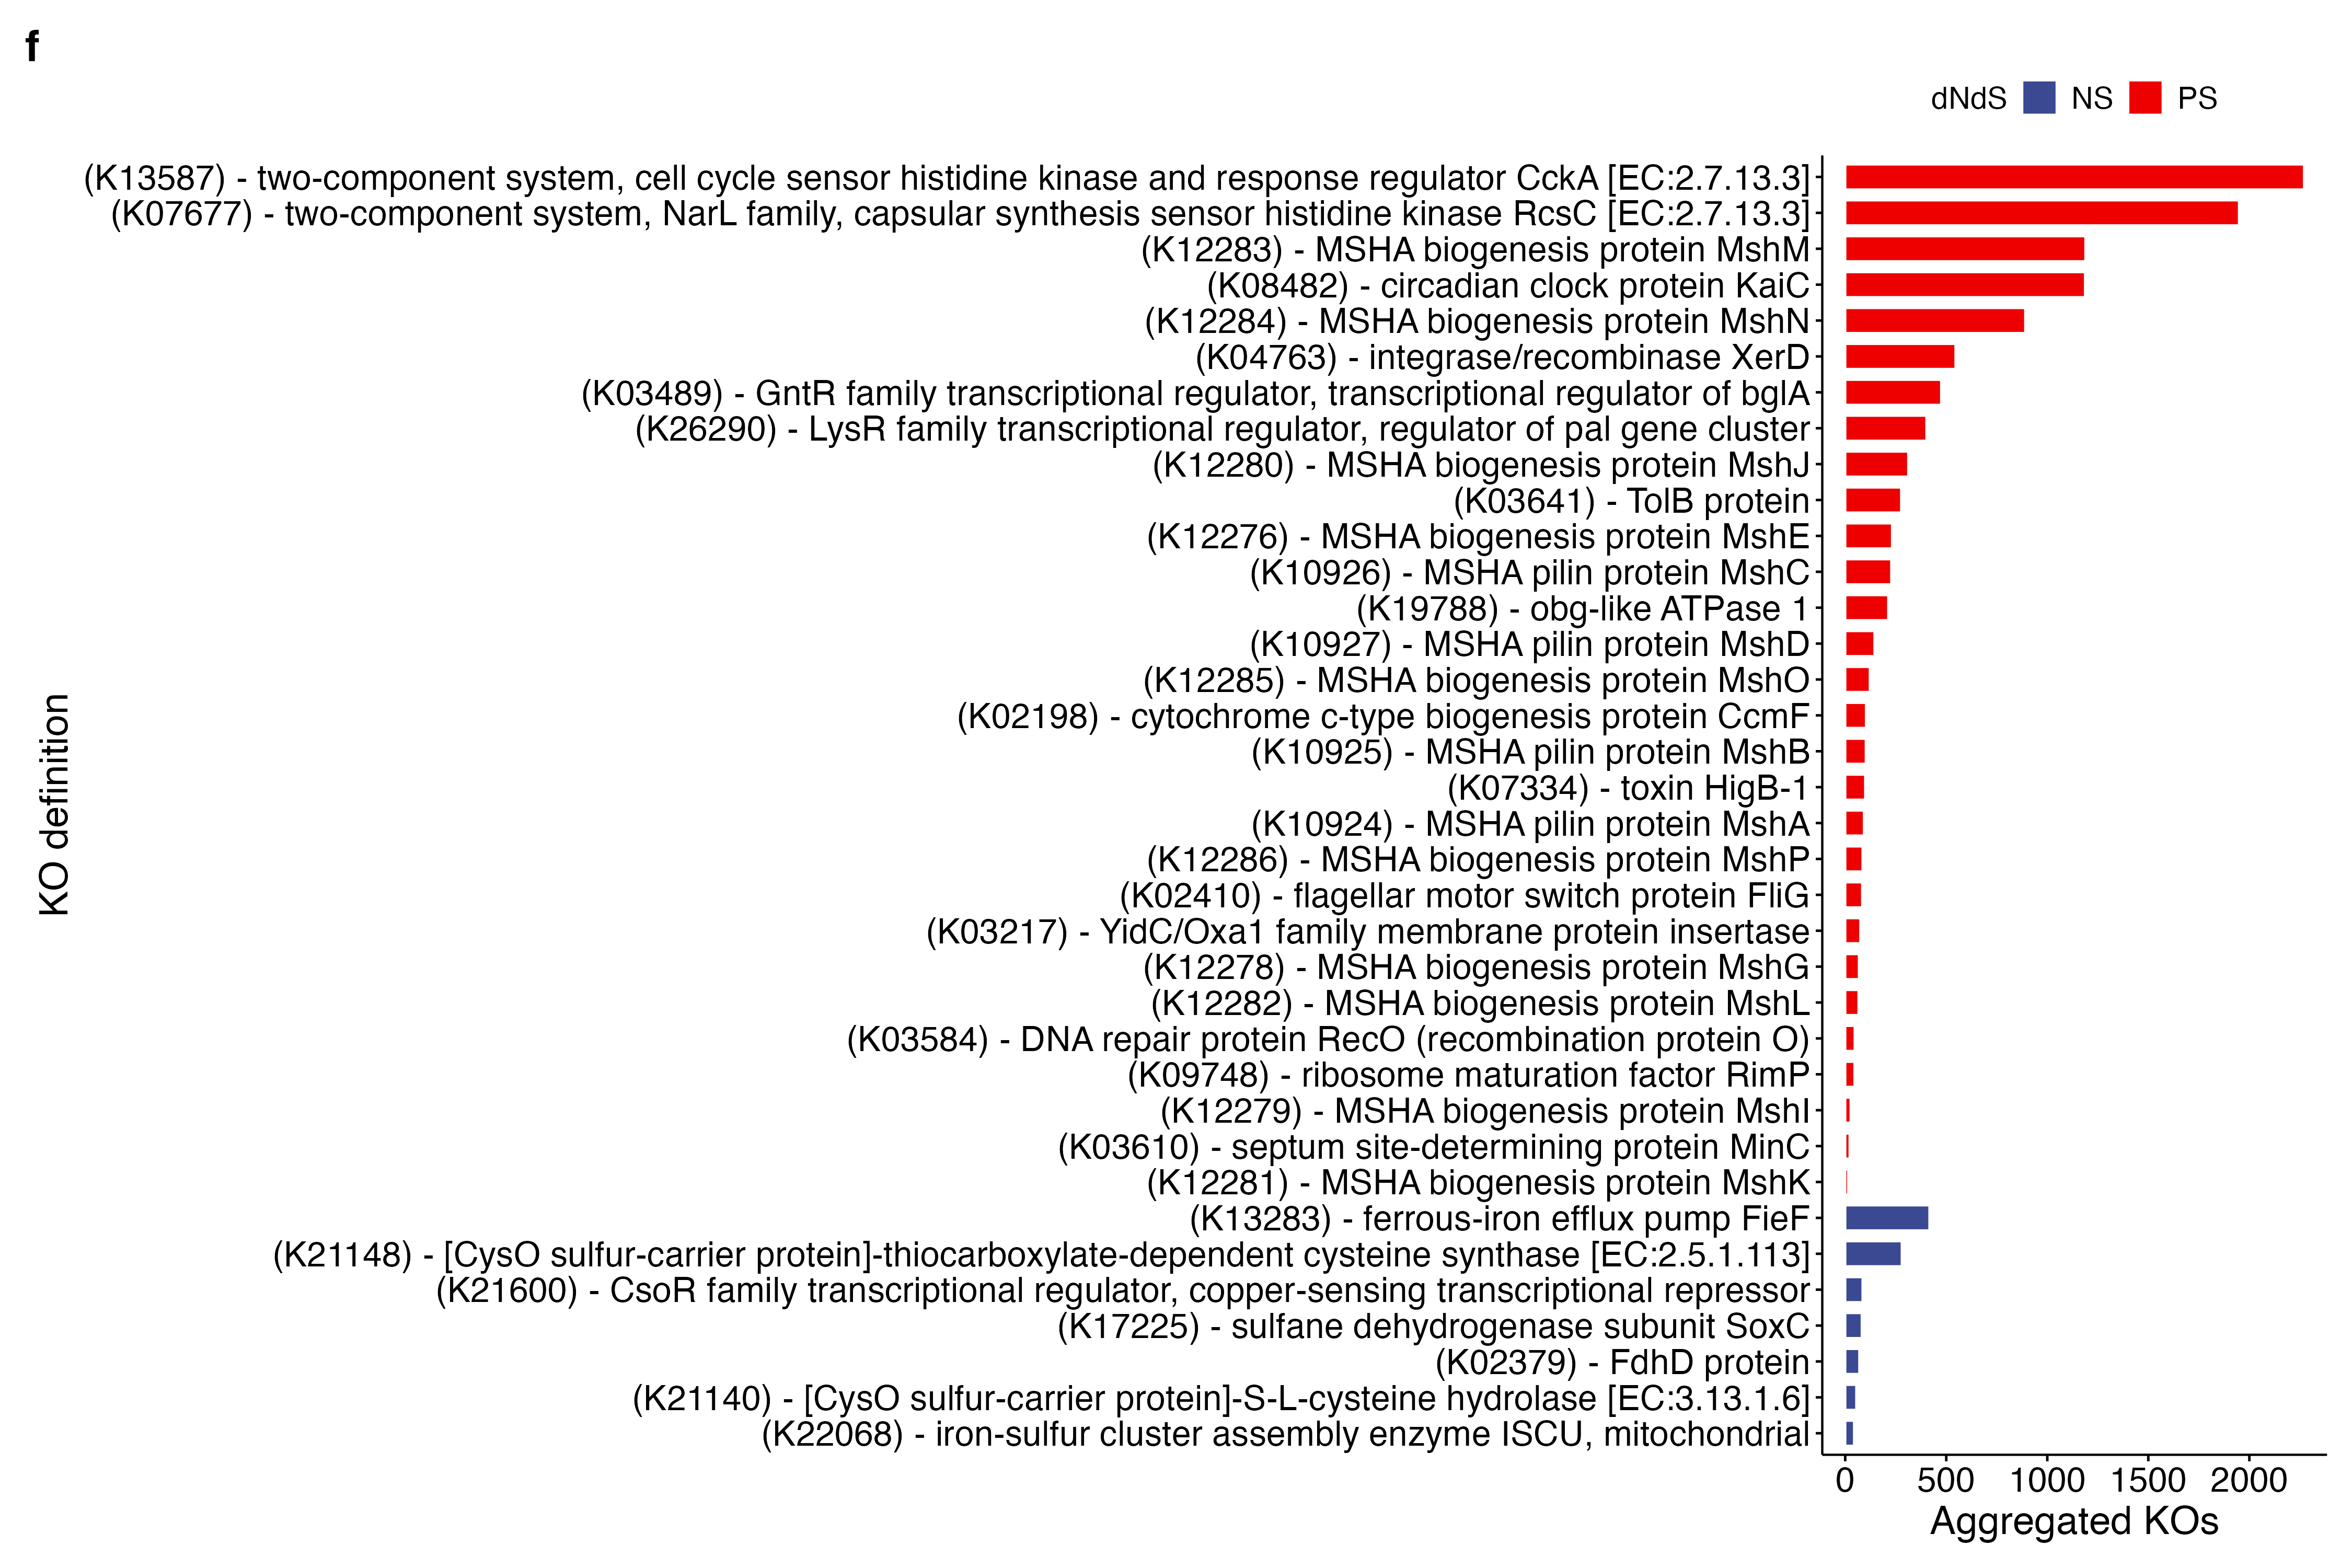 f
dNdS NS PS
(K13587) - two-component system, cell cycle sensor histidine kinase and response regulator CckA [EC:2.7.13.3]
(K07677) - two-component system, NarL family, capsular synthesis sensor histidine kinase RcsC [EC:2.7.13.3]
(K12283) - MSHA biogenesis protein MshM
(K08482) - circadian clock protein KaiC
(K12284) - MSHA biogenesis protein MshN
(K04763) - integrase/recombinase XerD
(K03489) - GntR family transcriptional regulator, transcriptional regulator of bglA
(K26290) - LysR family transcriptional regulator, regulator of pal gene cluster
(K12280) - MSHA biogenesis protein MshJ
(K03641) - TolB protein
(K12276) - MSHA biogenesis protein MshE
(K10926) - MSHA pilin protein MshC
(K19788) - obg-like ATPase 1
(K10927) - MSHA pilin protein MshD
(K12285) - MSHA biogenesis protein MshO
(K02198) - cytochrome c-type biogenesis protein CcmF
(K10925) - MSHA pilin protein MshB
(K07334) - toxin HigB-1
(K10924) - MSHA pilin protein MshA
(K12286) - MSHA biogenesis protein MshP
(K02410) - flagellar motor switch protein FliG
(K03217) - YidC/Oxa1 family membrane protein insertase
(K12278) - MSHA biogenesis protein MshG
(K12282) - MSHA biogenesis protein MshL
(K03584) - DNA repair protein RecO (recombination protein O)
(K09748) - ribosome maturation factor RimP
(K12279) - MSHA biogenesis protein MshI
(K03610) - septum site-determining protein MinC
(K12281) - MSHA biogenesis protein MshK
(K13283) - ferrous-iron efflux pump FieF
(K21148) - [CysO sulfur-carrier protein]-thiocarboxylate-dependent cysteine synthase [EC:2.5.1.113]
(K21600) - CsoR family transcriptional regulator, copper-sensing transcriptional repressor
(K17225) - sulfane dehydrogenase subunit SoxC
(K02379) - FdhD protein
(K21140) - [CysO sulfur-carrier protein]-S-L-cysteine hydrolase [EC:3.13.1.6]
(K22068) - iron-sulfur cluster assembly enzyme ISCU, mitochondrial
KO definition
0 500 1000 1500 2000
Aggregated KOs